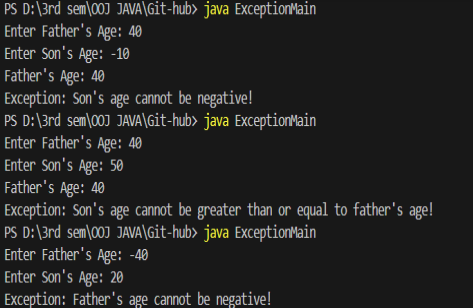 PS D:\3rd sem\OOJ JAVA\Git-hub> java ExceptionMain
Enter Father's Age: 40
Enter Son's Age: -10
Father's Age: 40
Exception: Son's age cannot be negative!
PS D:\3rd sem\OOJ JAVA\Git-hub> java ExceptionMain
Enter Father's Age: 40
Enter Son's Age: 50
Father's Age: 40
Exception: Son's age cannot be greater than or equal to father's age!
PS D:\3rd sem\OOJ JAVA\Git-hub> java ExceptionMain
Enter Father's Age: -40
Enter Son's Age: 20
Exception: Father's age cannot be negative!